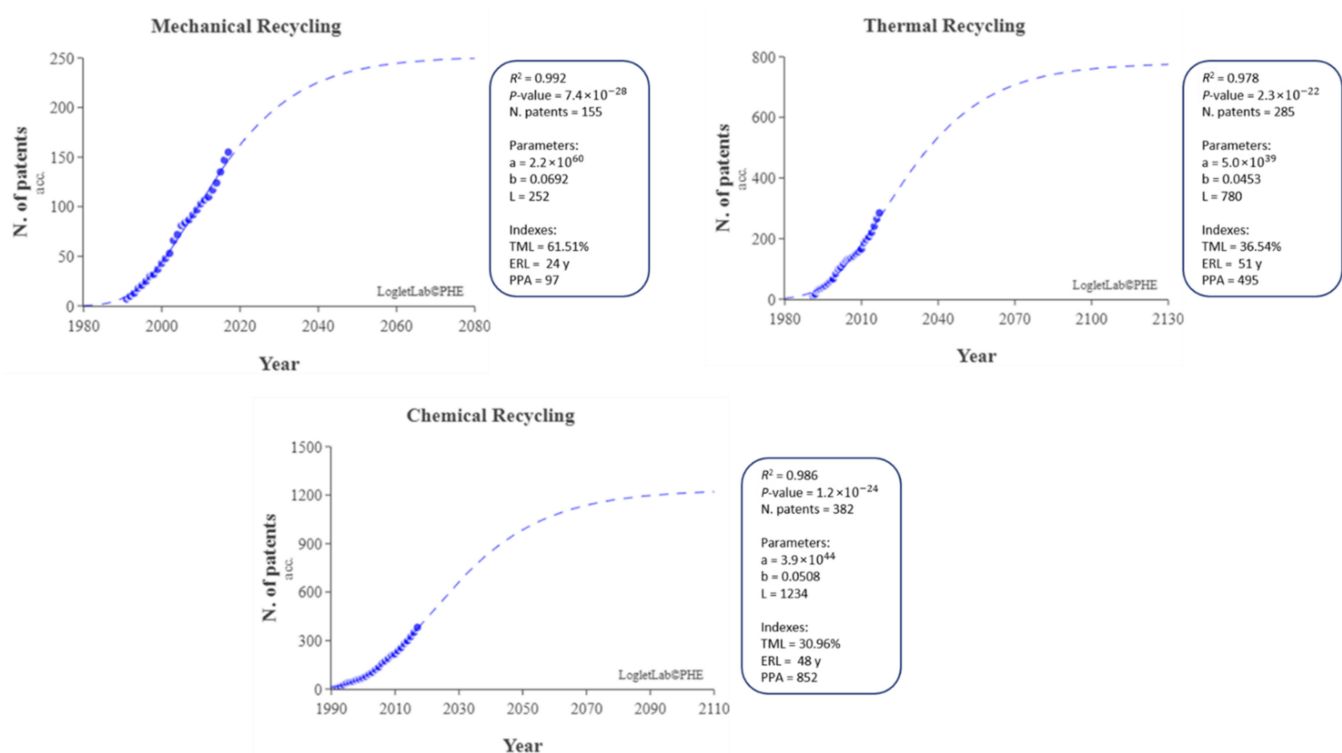 Mechanical Recycling
250
200
150
100
50
0
N. of patents
acc.
1980 2000 2020 2040 2060 2080
Year
LogletLab©PHE
R² = 0.992
P-value = 7.4×10⁻²⁸
N. patents = 155
Parameters:
a = 2.2×10⁶⁰
b = 0.0692
L = 252
Indexes:
TML = 61.51%
ERL = 24 y
PPA = 97
Thermal Recycling
800
600
400
200
0
N. of patents
acc.
1980 2010 2040 2070 2100 2130
Year
LogletLab©PHE
R² = 0.978
P-value = 2.3×10⁻²²
N. patents = 285
Parameters:
a = 5.0×10³⁹
b = 0.0453
L = 780
Indexes:
TML = 36.54%
ERL = 51 y
PPA = 495
Chemical Recycling
1500
1200
900
600
300
0
N. of patents
acc.
1990 2010 2030 2050 2070 2090 2110
Year
LogletLab©PHE
R² = 0.986
P-value = 1.2×10⁻²⁴
N. patents = 382
Parameters:
a = 3.9×10⁴⁴
b = 0.0508
L = 1234
Indexes:
TML = 30.96%
ERL = 48 y
PPA = 852